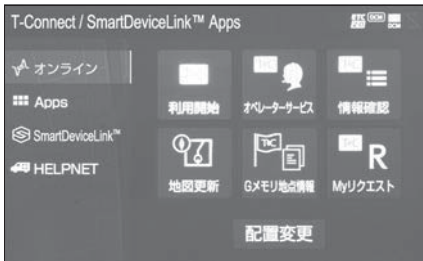 T-Connect / SmartDeviceLink™ Apps
オンライン
Apps
SmartDeviceLink™
HELPNET
利用開始
オペレーターサービス
情報確認
地図更新
Gメモリ地点情報
R
Myリクエスト
配置変更